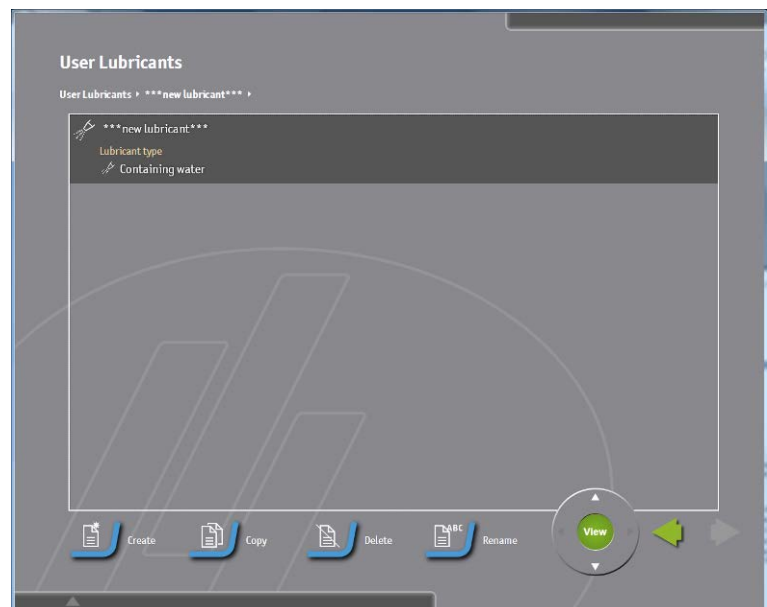 User Lubricants
User Lubricants ▸ ***new lubricant*** ▸
***new lubricant***
Lubricant type
Containing water
Create
Copy
Delete
ABC
Rename
View